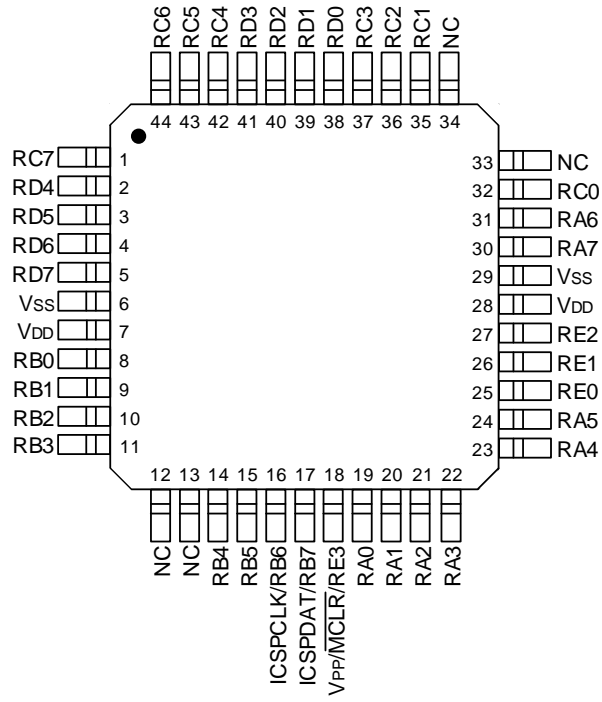 RC6
RC5
RC4
RD3
RD2
RD1
RD0
RC3
RC2
RC1
NC
44
43
42
41
40
39
38
37
36
35
34
RC7 1
RD4 2
RD5 3
RD6 4
RD7 5
VSS 6
VDD 7
RB0 8
RB1 9
RB2 10
RB3 11
33 NC
32 RC0
31 RA6
30 RA7
29 VSS
28 VDD
27 RE2
26 RE1
25 RE0
24 RA5
23 RA4
12
13
14
15
16
17
18
19
20
21
22
NC
NC
RB4
RB5
ICSPCLK/RB6
ICSPDAT/RB7
VPP/MCLR/RE3
RA0
RA1
RA2
RA3